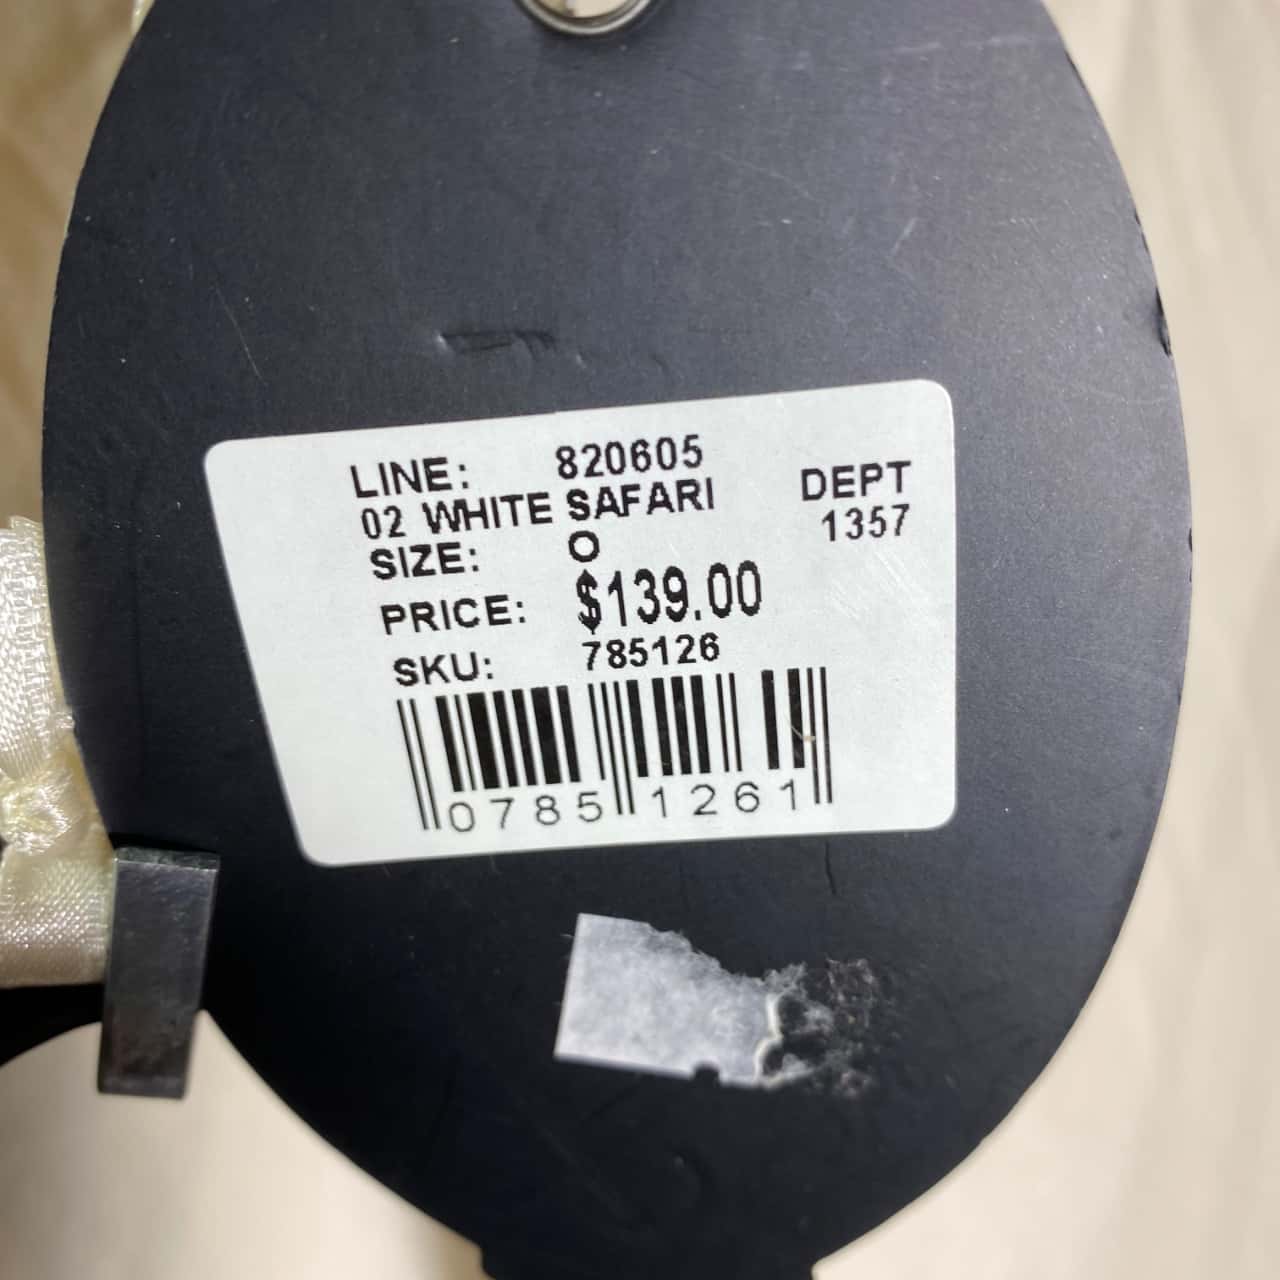 LINE: 820605
02 WHITE SAFARI
DEPT
1357
SIZE: O
PRICE: $139.00
SKU: 785126
0785 1261